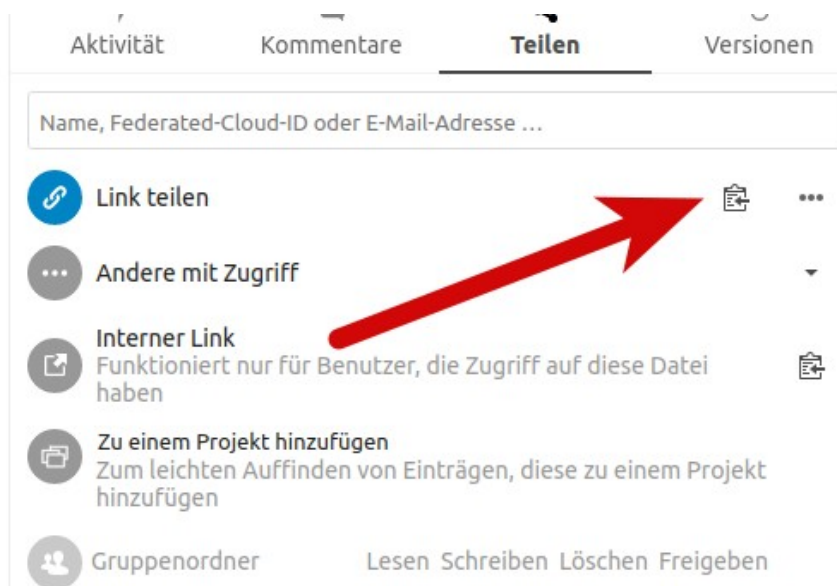 Aktivität Kommentare Teilen Versionen
Name, Federated-Cloud-ID oder E-Mail-Adresse ...
Link teilen
Andere mit Zugriff
Interner Link
Funktioniert nur für Benutzer, die Zugriff auf diese Datei
haben
Zu einem Projekt hinzufügen
Zum leichten Auffinden von Einträgen, diese zu einem Projekt
hinzufügen
Gruppenordner Lesen Schreiben Löschen Freigeben